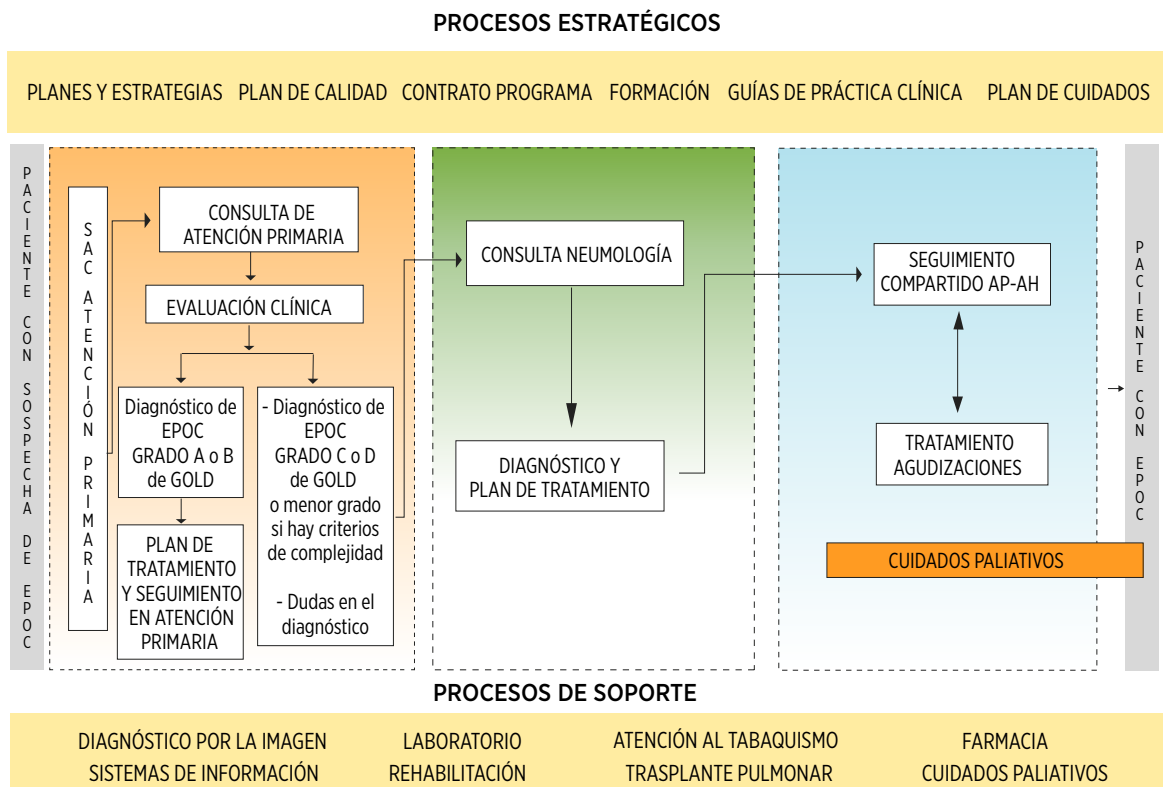 PROCESOS ESTRATÉGICOS
PLANES Y ESTRATEGIAS PLAN DE CALIDAD CONTRATO PROGRAMA FORMACIÓN GUÍAS DE PRÁCTICA CLÍNICA PLAN DE CUIDADOS
PACIENTE CON SOSPECHA DE EPOC
SAC ATENCIÓN PRIMARIA
CONSULTA DE
ATENCIÓN PRIMARIA
EVALUACIÓN CLÍNICA
Diagnóstico de
EPOC
GRADO A o B
de GOLD
PLAN DE
TRATAMIENTO
Y SEGUIMIENTO
EN ATENCIÓN
PRIMARIA
- Diagnóstico de
EPOC
GRADO C o D
de GOLD
o menor grado
si hay criterios
de complejidad
- Dudas en el
diagnóstico
CONSULTA NEUMOLOGÍA
DIAGNÓSTICO Y
PLAN DE TRATAMIENTO
SEGUIMIENTO
COMPARTIDO AP-AH
TRATAMIENTO
AGUDIZACIONES
CUIDADOS PALIATIVOS
PACIENTE CON EPOC
PROCESOS DE SOPORTE
DIAGNÓSTICO POR LA IMAGEN LABORATORIO ATENCIÓN AL TABAQUISMO FARMACIA
SISTEMAS DE INFORMACIÓN REHABILITACIÓN TRASPLANTE PULMONAR CUIDADOS PALIATIVOS